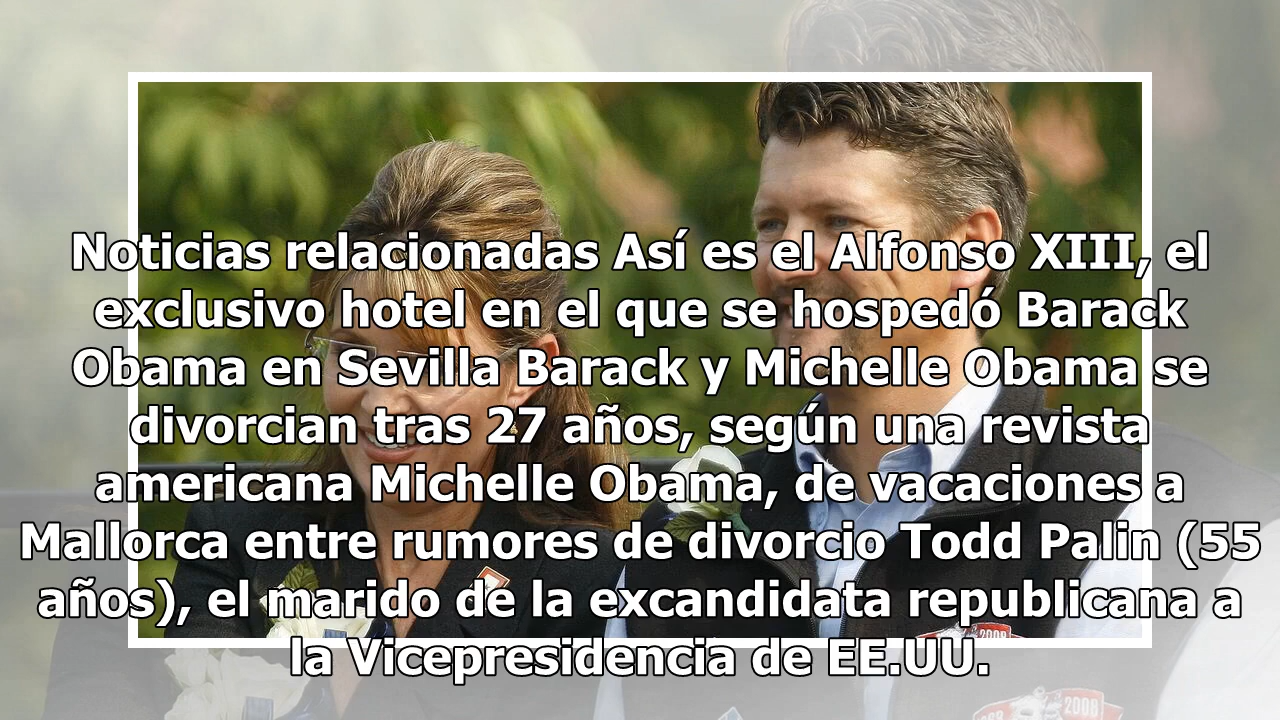 Noticias relacionadas Así es el Alfonso XIII, el
exclusivo hotel en el que se hospedó Barack
Obama en Sevilla Barack y Michelle Obama se
divorcian tras 27 años, según una revista
americana Michelle Obama, de vacaciones a
Mallorca entre rumores de divorcio Todd Palin (55
años), el marido de la excandidata republicana a
la Vicepresidencia de EE.UU.
2008
2008